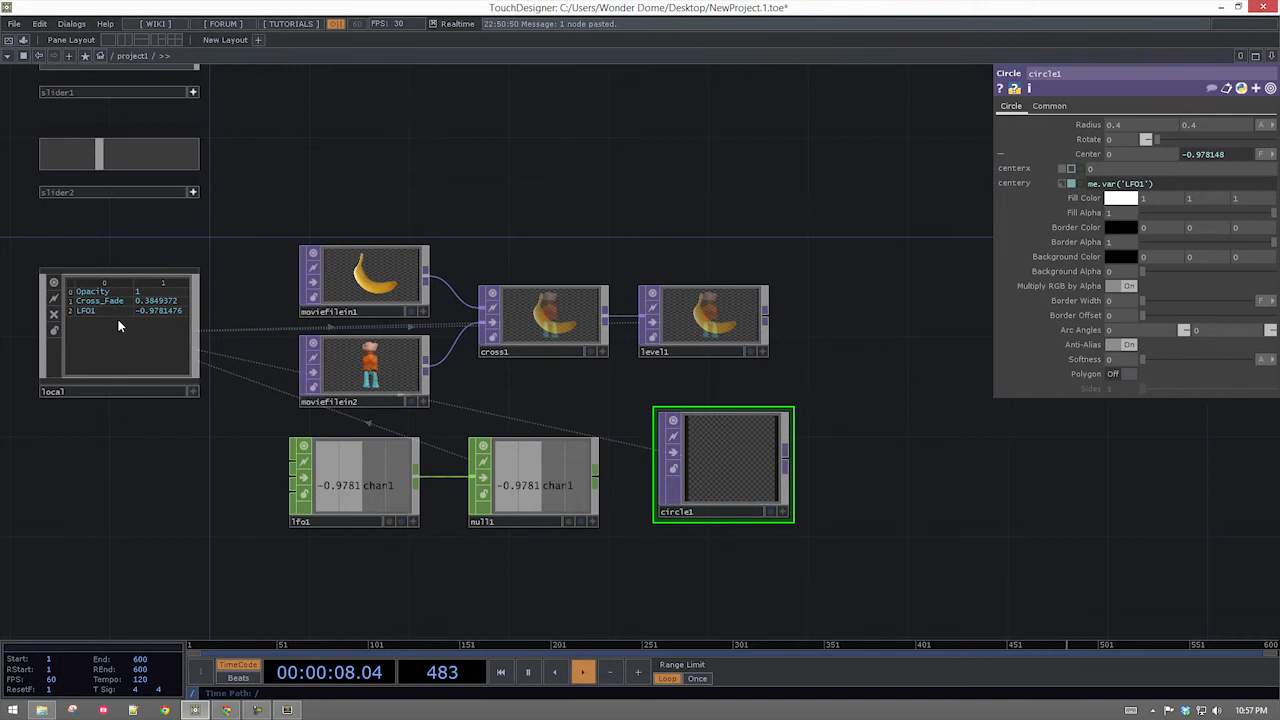 TouchDesigner: C:/Users/Wonder Dome/Desktop/NewProject.1.toe*
File Edit Dialogs Help [ WIKI ] [ FORUM ] [ TUTORIALS ] O|I 60 FPS: 30 Realtime 22:50:50 Message: 1 node pasted.
Pane Layout New Layout +
/ project1 / >>
slider1
slider2
0 1
0 Opacity 1
1 Cross_Fade 0.3849372
2 LFO1 -0.9781476
local
moviefilein1
moviefilein2
cross1
level1
-0.9781 chan1
lfo1
-0.9781 chan1
null1
circle1
Circle circle1
? ? i
Circle Common
Radius 0.4 0.4 A
Rotate 0
Center 0 -0.978148 F
centerx 0
centery me.var('LFO1')
Fill Color 1 1 1
Fill Alpha 1
Border Color 0 0 0
Border Alpha 1
Background Color 0 0 0
Background Alpha 0
Multiply RGB by Alpha On
Border Width 0 F
Border Offset 0
Arc Angles 0 0
Anti-Alias On
Softness 0 A
Polygon Off
Sides
1 51 101 151 201 251 301 351 401 451 501 551 600
Start: 1 End: 600
RStart: 1 REnd: 600
FPS: 60 Tempo: 120
ResetF: 1 T Sig: 4 4
TimeCode
Beats
00:00:08.04
483
Range Limit
Loop Once
/ Time Path: /
10:57 PM